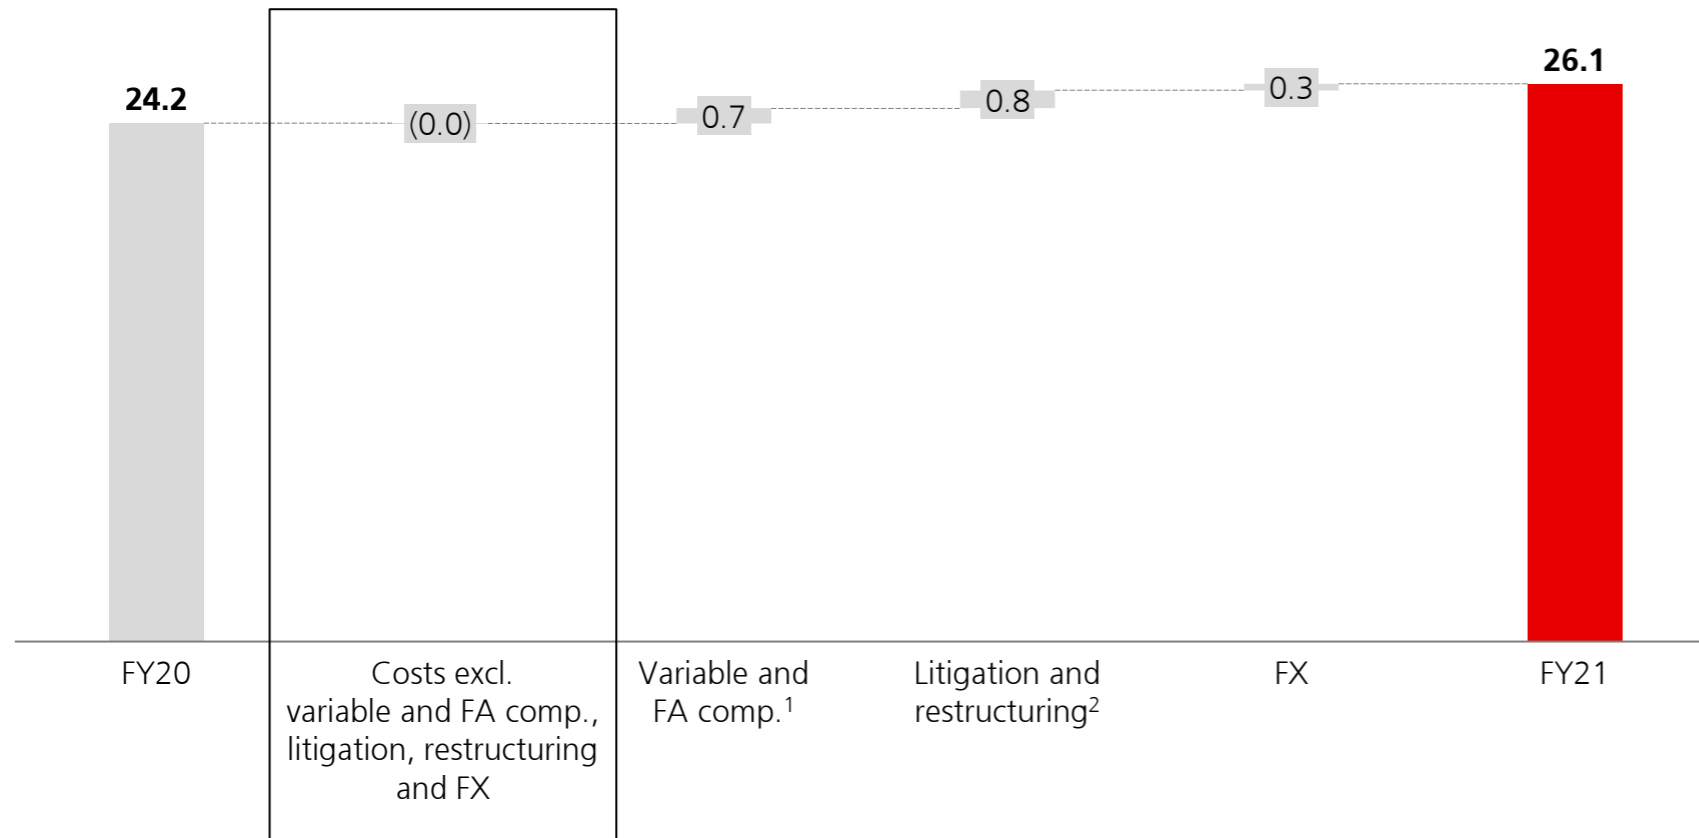 24.2
(0.0)
0.7
0.8
0.3
26.1
FY20
Costs excl.
variable and FA comp.,
litigation, restructuring
and FX
Variable and
FA comp.¹
Litigation and
restructuring²
FX
FY21